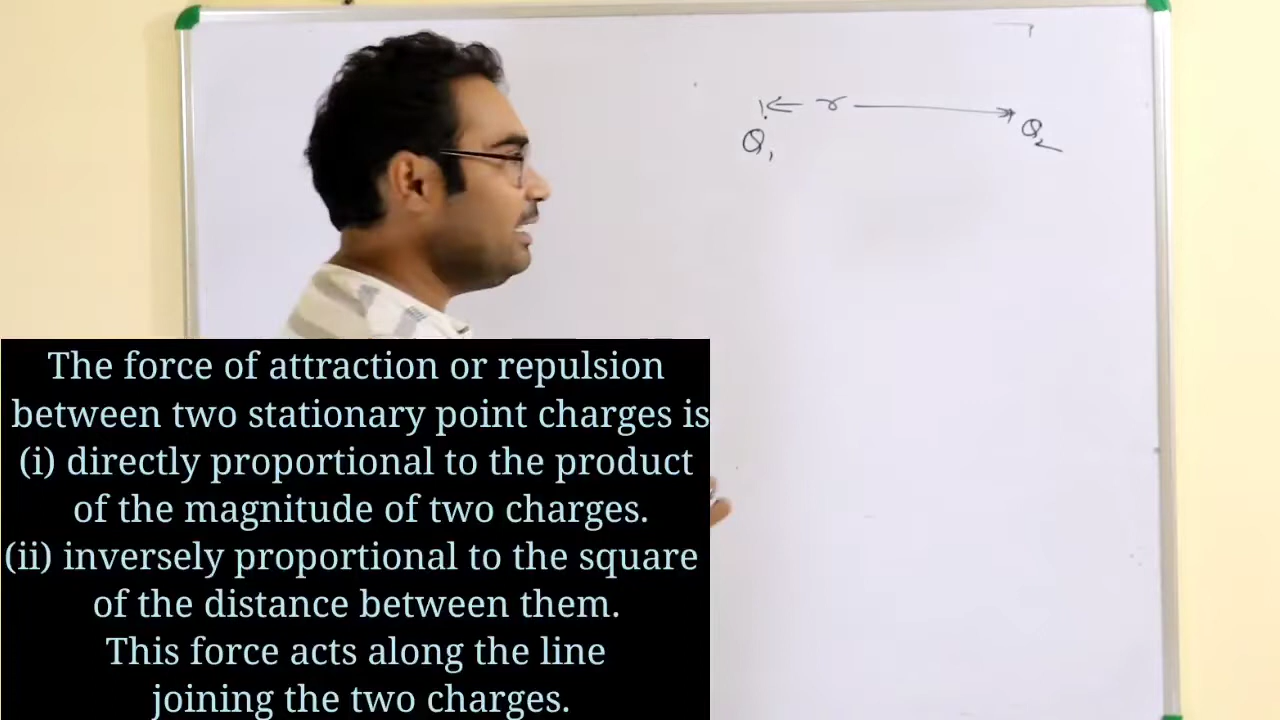 r
Q₁
Q₂
The force of attraction or repulsion
between two stationary point charges is
(i) directly proportional to the product
of the magnitude of two charges.
(ii) inversely proportional to the square
of the distance between them.
This force acts along the line
joining the two charges.